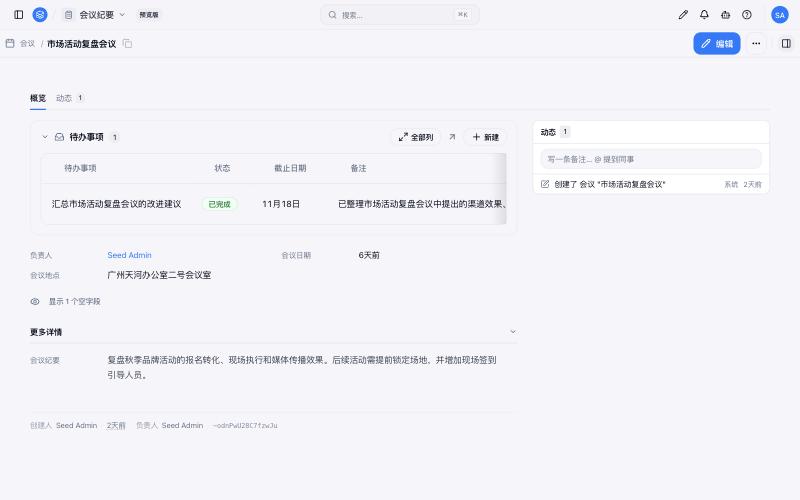 会议纪要 预览版 搜索... ⌘K SA
会议 / 市场活动复盘会议 编辑
概览 动态 1
待办事项 1 全部列 新建
待办事项 状态 截止日期 备注
汇总市场活动复盘会议的改进建议 已完成 11月18日 已整理市场活动复盘会议中提出的渠道效果、
动态 1
写一条备注... @ 提到同事
创建了 会议 "市场活动复盘会议" 系统 2天前
负责人 Seed Admin 会议日期 6天前
会议地点 广州天河办公室二号会议室
显示 1 个空字段
更多详情
会议纪要 复盘秋季品牌活动的报名转化、现场执行和媒体传播效果。后续活动需提前锁定场地，并增加现场签到
引导人员。
创建人 Seed Admin · 2天前 负责人 Seed Admin ~odnPwU28C7fzwJu